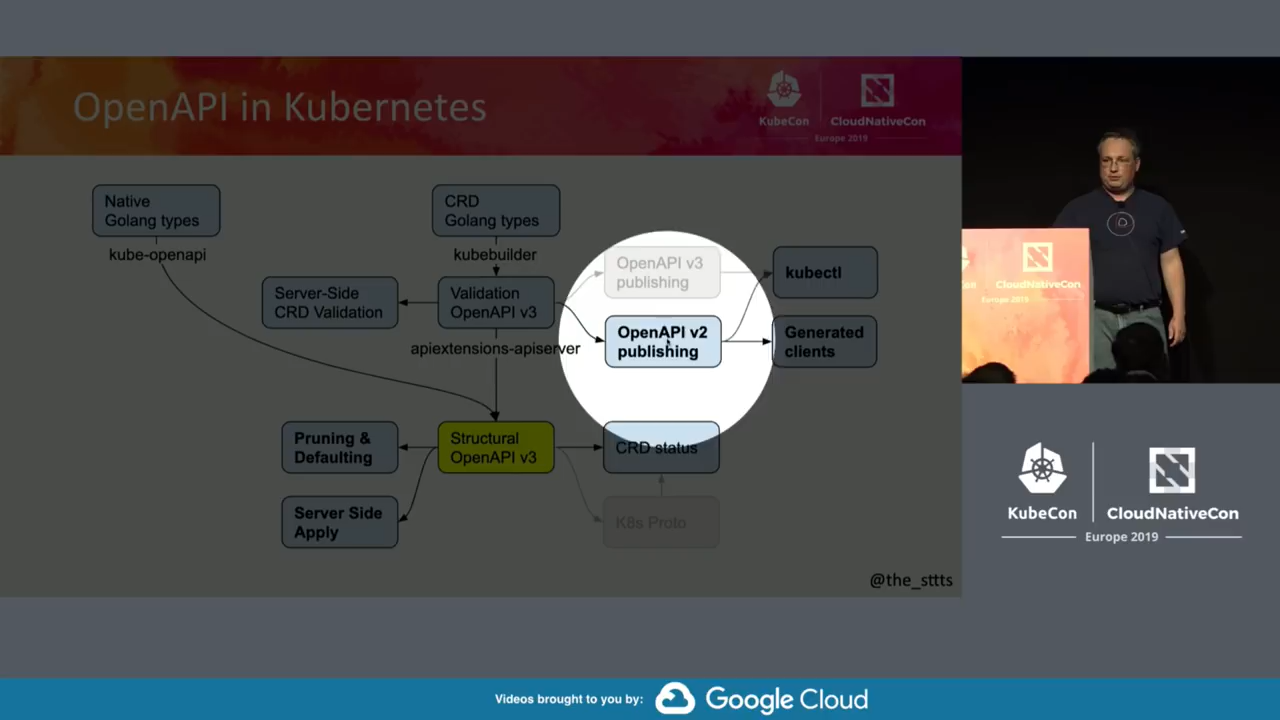 OpenAPI in Kubernetes
KubeCon
CloudNativeCon
Europe 2019
Native
Golang types
CRD
Golang types
kube-openapi
kubebuilder
OpenAPI v3
publishing
kubectl
Server-Side
CRD Validation
Validation
OpenAPI v3
OpenAPI v2
publishing
Generated
clients
apiextensions-apiserver
Pruning &
Defaulting
Structural
OpenAPI v3
CRD status
Server Side
Apply
K8s Proto
@the_sttts
CloudNativeCon
Europe 2019
KubeCon
CloudNativeCon
Europe 2019
Videos brought to you by:
Google Cloud